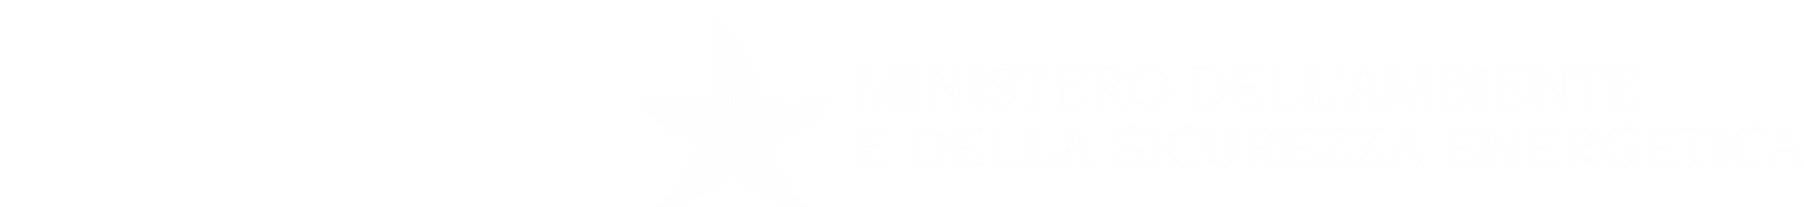 MINISTERO DELL'AMBIENTE
E DELLA SICUREZZA ENERGETICA